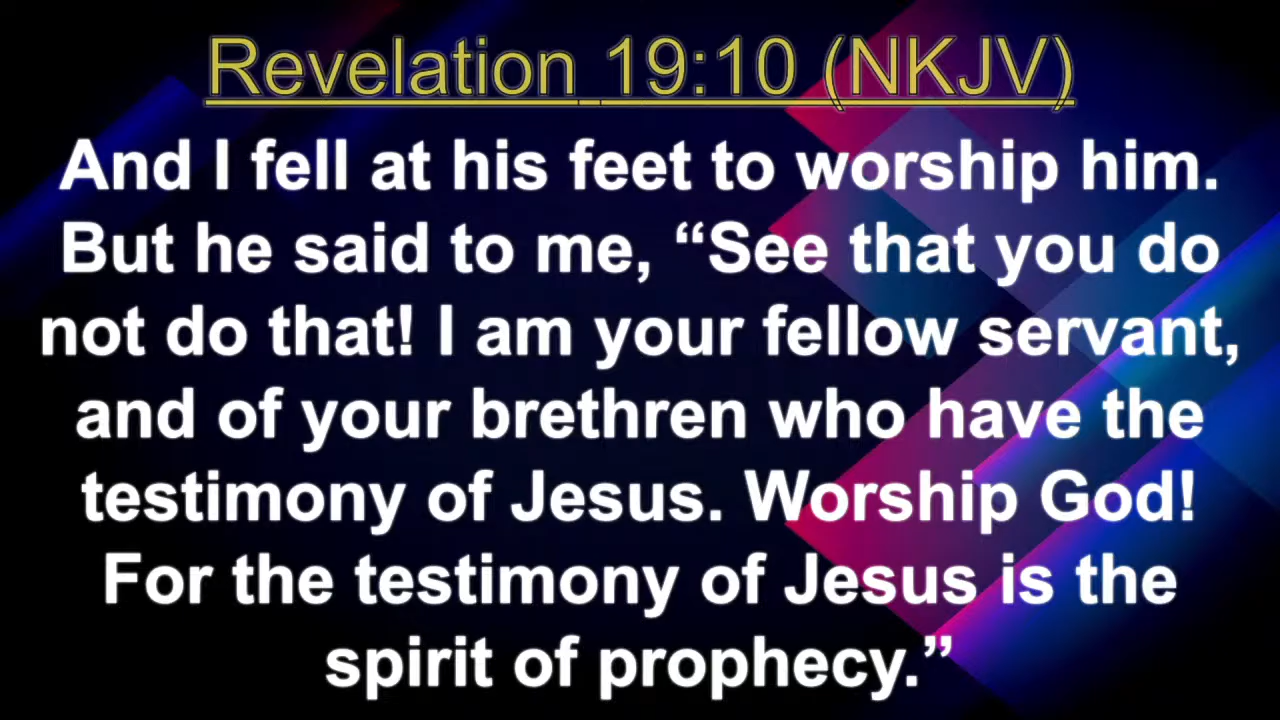 Revelation 19:10 (NKJV)
And I fell at his feet to worship him.
But he said to me, “See that you do
not do that! I am your fellow servant,
and of your brethren who have the
testimony of Jesus. Worship God!
For the testimony of Jesus is the
spirit of prophecy.”